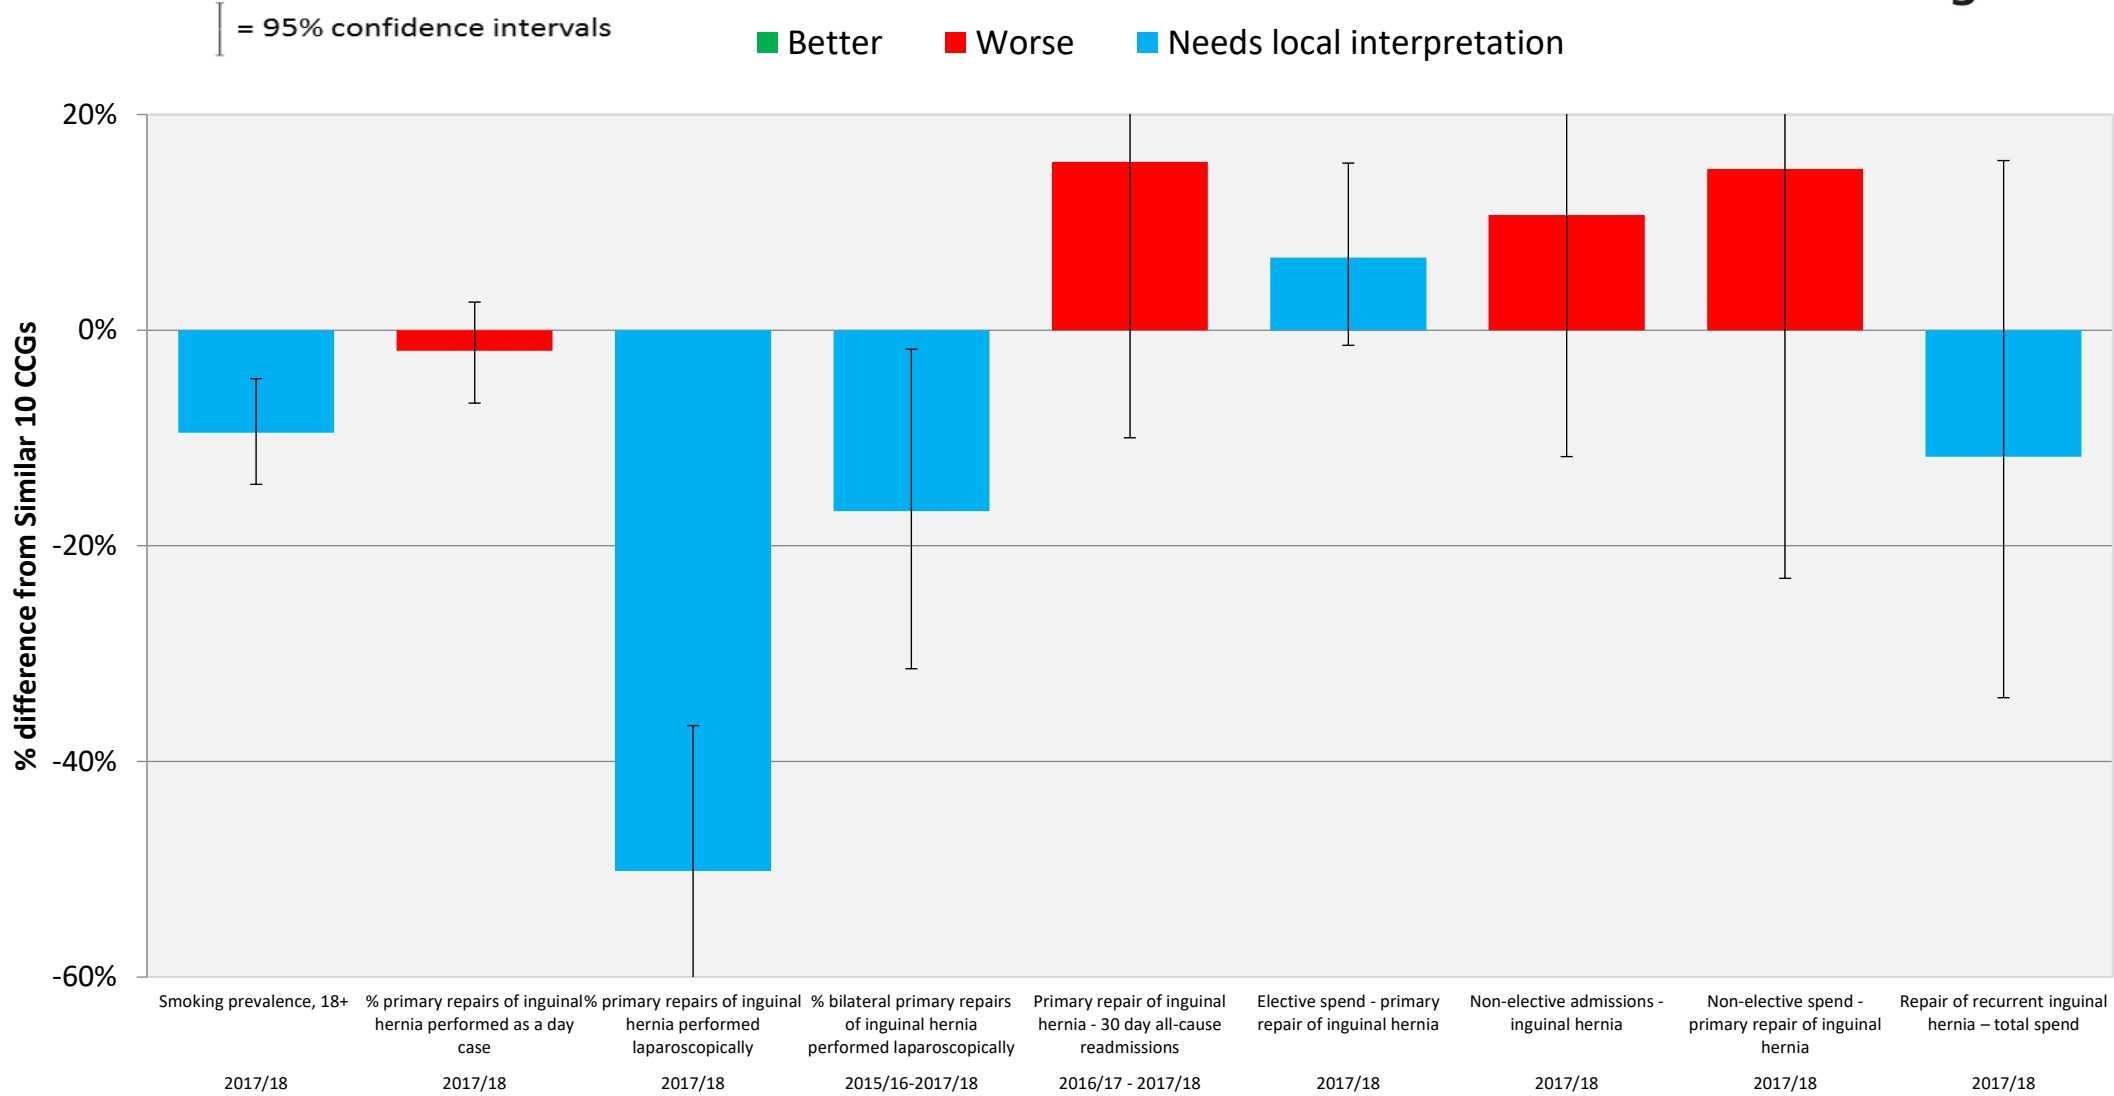 = 95% confidence intervals
Better
Worse
Needs local interpretation
% difference from Similar 10 CCGs
20%
0%
-20%
-40%
-60%
Smoking prevalence, 18+
2017/18
% primary repairs of inguinal
hernia performed as a day
case
2017/18
% primary repairs of inguinal
hernia performed
laparoscopically
2017/18
% bilateral primary repairs
of inguinal hernia
performed laparoscopically
2015/16-2017/18
Primary repair of inguinal
hernia - 30 day all-cause
readmissions
2016/17 - 2017/18
Elective spend - primary
repair of inguinal hernia
2017/18
Non-elective admissions -
inguinal hernia
2017/18
Non-elective spend -
primary repair of inguinal
hernia
2017/18
Repair of recurrent inguinal
hernia – total spend
2017/18